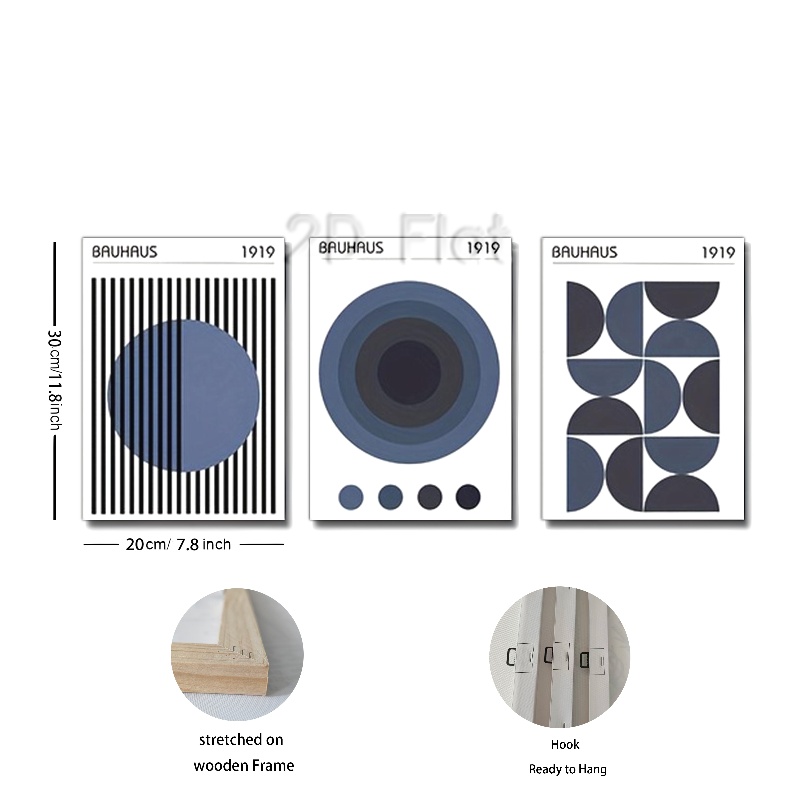 2D Flat
BAUHAUS 1919
BAUHAUS 1919
BAUHAUS 1919
30cm/11.8inch
20cm/ 7.8 inch
stretched on
wooden Frame
Hook
Ready to Hang